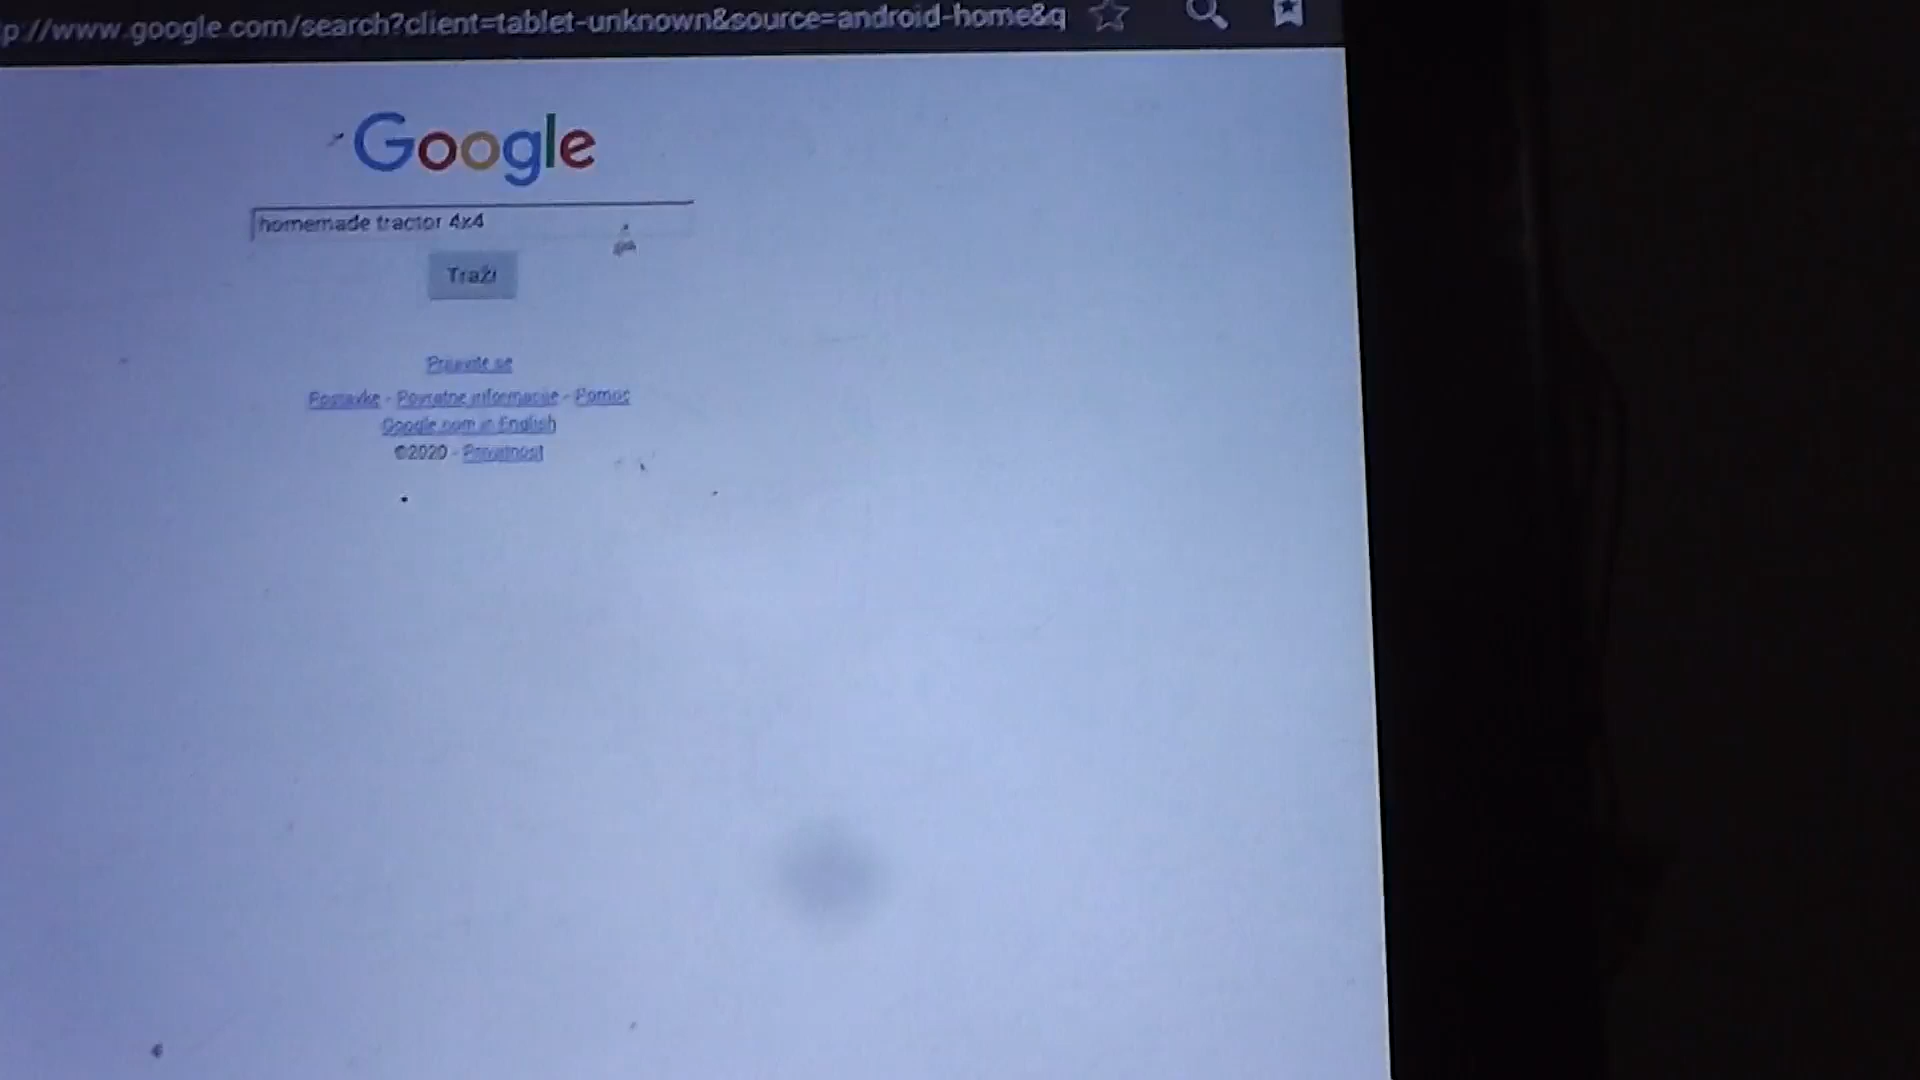 p://www.google.com/search?client=tablet-unknown&source=android-home&q
Google
homemade tractor 4x4
Traži
Prijavite se
Postavke - Povratne informacije - Pomoć
Google.com in English
©2020 - Privatnost